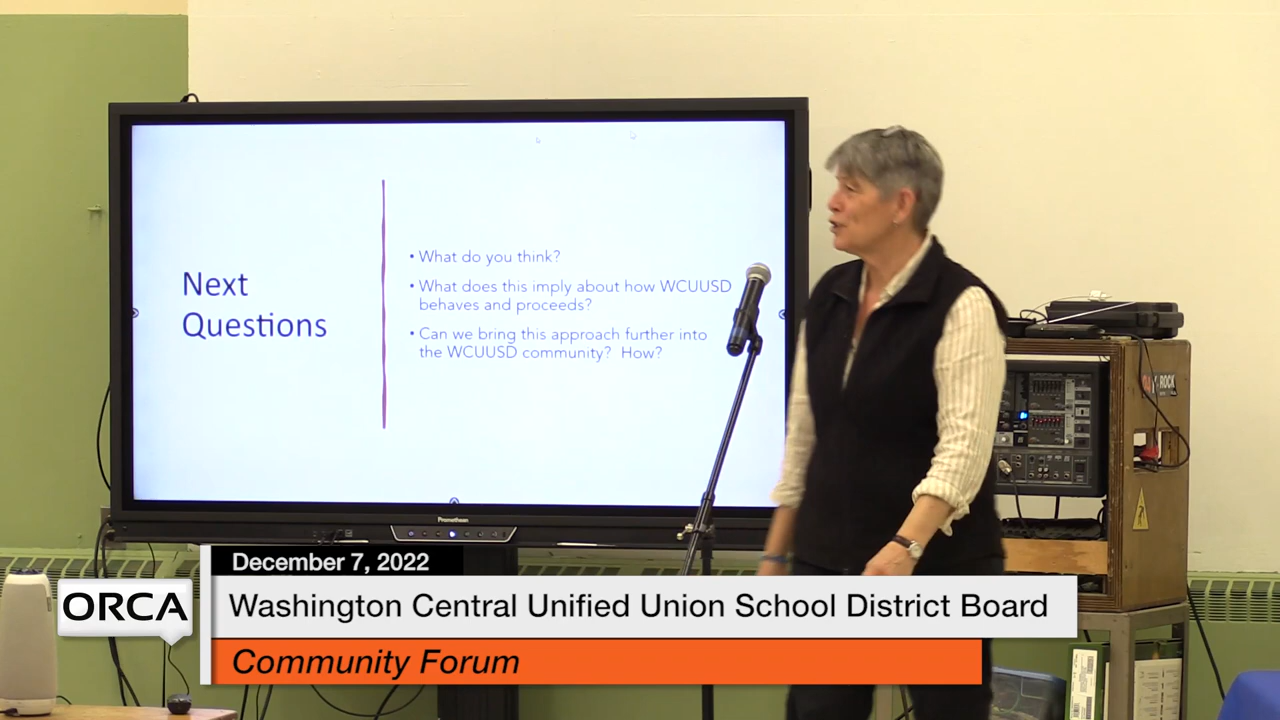 Next
Questions
• What do you think?
• What does this imply about how WCUUSD
behaves and proceeds?
• Can we bring this approach further into
the WCUUSD community? How?
Promethean
ROCK
December 7, 2022
ORCA
Washington Central Unified Union School District Board
Community Forum